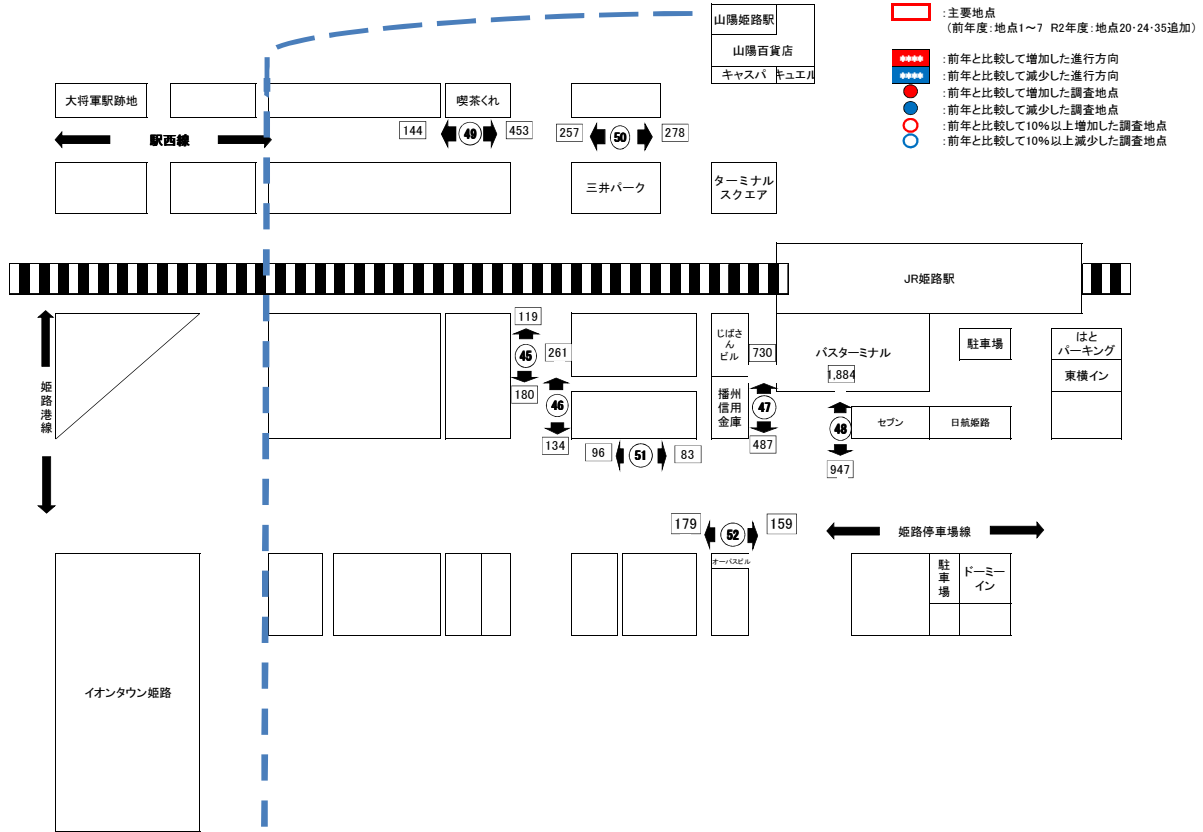 山陽姫路駅
山陽百貨店
キャスパ
キュエル
:主要地点
(前年度:地点1～7 R2年度:地点20・24・35追加)
****
:前年と比較して増加した進行方向
****
:前年と比較して減少した進行方向
:前年と比較して増加した調査地点
:前年と比較して減少した調査地点
:前年と比較して10%以上増加した調査地点
:前年と比較して10%以上減少した調査地点
大将軍駅跡地
喫茶くれ
駅西線
144
49
453
257
50
278
三井パーク
ターミナル
スクエア
JR姫路駅
姫路港線
119
45
180
261
46
134
96
51
83
じばさ
ん
ビル
730
播州
信用
金庫
47
487
バスターミナル
1,884
48
947
駐車場
はと
パーキング
東横イン
セブン
日航姫路
179
52
159
姫路停車場線
オーパスビル
駐
車
場
ドーミー
イン
イオンタウン姫路